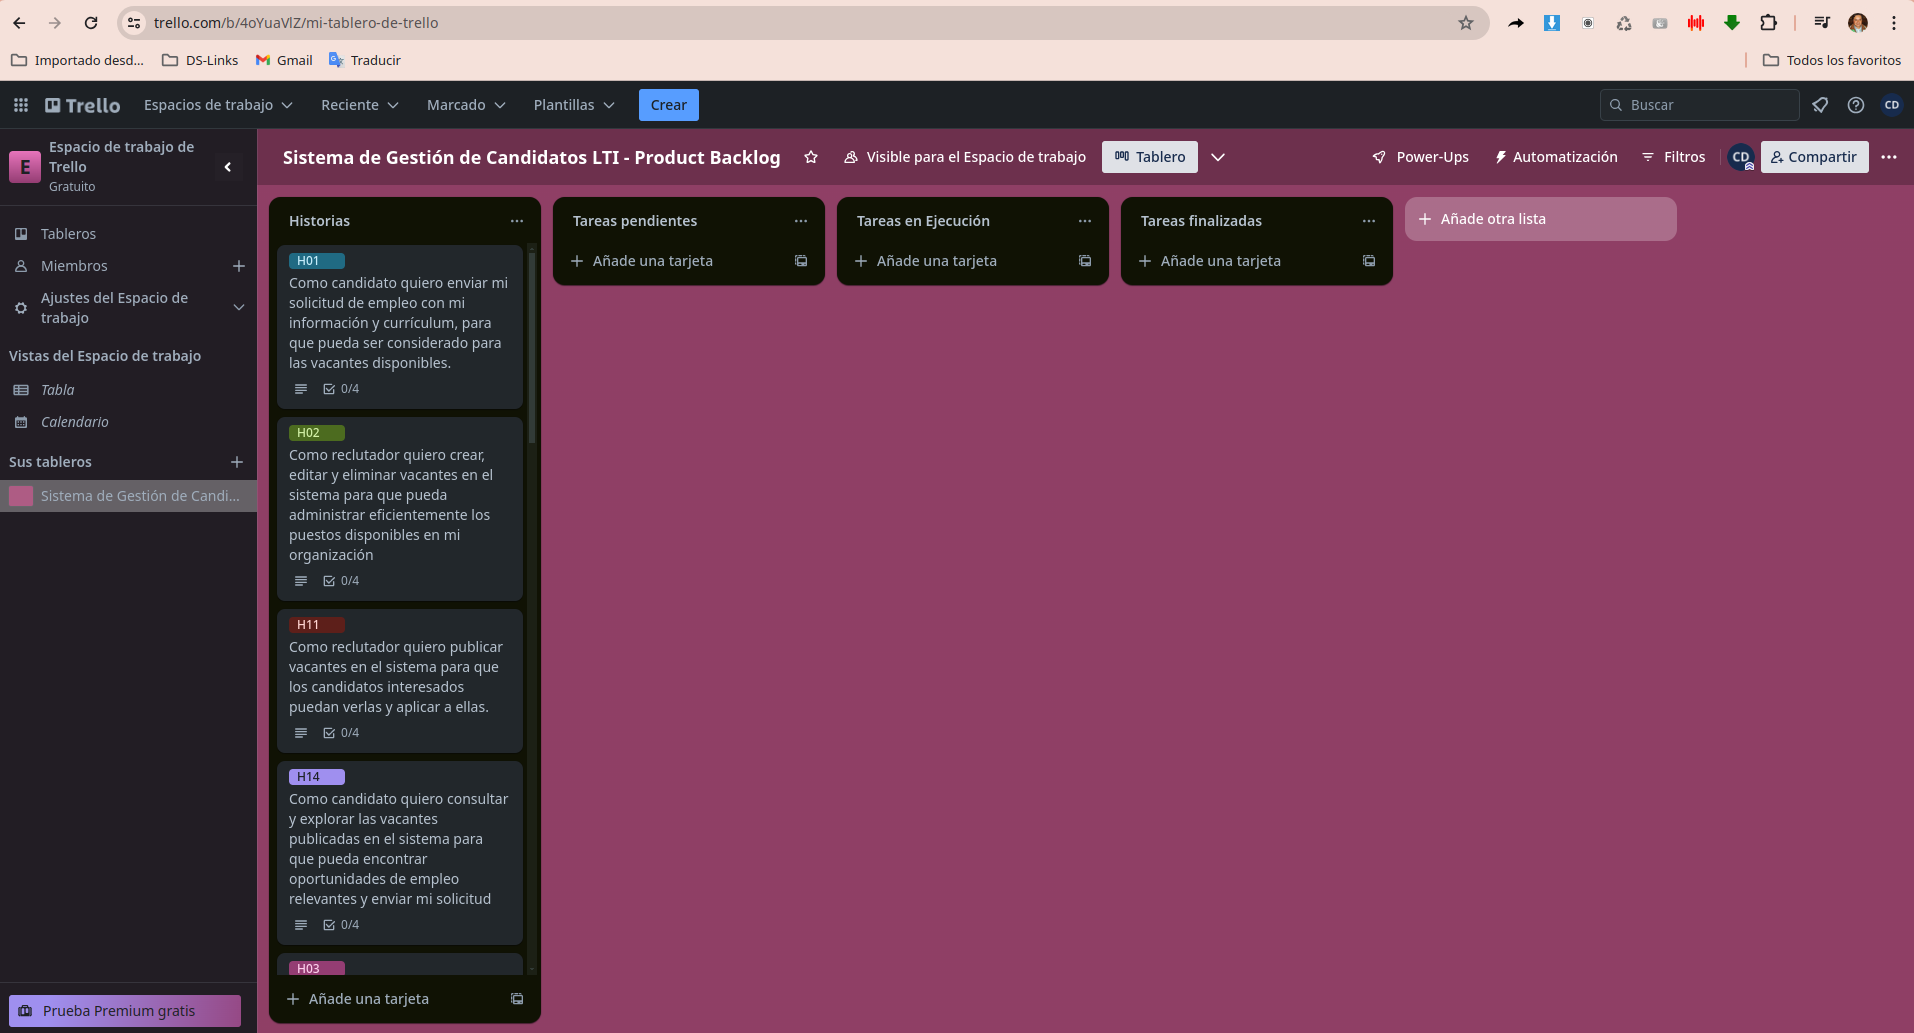 trello.com/b/4oYuaVlZ/mi-tablero-de-trello
Importado desd...
DS-Links
Gmail
Traducir
Todos los favoritos
Trello
Espacios de trabajo
Reciente
Marcado
Plantillas
Crear
Buscar
CD
E
Espacio de trabajo de
Trello
Gratuito
Tableros
Miembros
Ajustes del Espacio de
trabajo
Vistas del Espacio de trabajo
Tabla
Calendario
Sus tableros
Sistema de Gestión de Candi...
Prueba Premium gratis
Sistema de Gestión de Candidatos LTI - Product Backlog
Visible para el Espacio de trabajo
Tablero
Power-Ups
Automatización
Filtros
CD
Compartir
Historias
H01
Como candidato quiero enviar mi
solicitud de empleo con mi
información y currículum, para
que pueda ser considerado para
las vacantes disponibles.
0/4
H02
Como reclutador quiero crear,
editar y eliminar vacantes en el
sistema para que pueda
administrar eficientemente los
puestos disponibles en mi
organización
0/4
H11
Como reclutador quiero publicar
vacantes en el sistema para que
los candidatos interesados
puedan verlas y aplicar a ellas.
0/4
H14
Como candidato quiero consultar
y explorar las vacantes
publicadas en el sistema para
que pueda encontrar
oportunidades de empleo
relevantes y enviar mi solicitud
0/4
H03
Añade una tarjeta
Tareas pendientes
Añade una tarjeta
Tareas en Ejecución
Añade una tarjeta
Tareas finalizadas
Añade una tarjeta
Añade otra lista